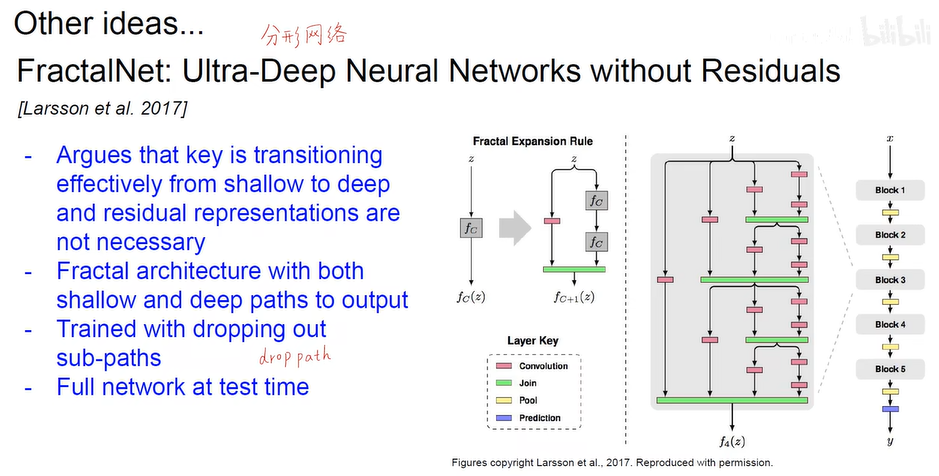 Other ideas...
分形网络
bilibili
FractalNet: Ultra-Deep Neural Networks without Residuals
[Larsson et al. 2017]
- Argues that key is transitioning
effectively from shallow to deep
and residual representations are
not necessary
- Fractal architecture with both
shallow and deep paths to output
- Trained with dropping out
sub-paths
drop path
- Full network at test time
Fractal Expansion Rule
z
z
f_C
f_C
f_C
f_C(z)
f_{C+1}(z)
Layer Key
Convolution
Join
Pool
Prediction
z
f_4(z)
x
Block 1
Block 2
Block 3
Block 4
Block 5
y
Figures copyright Larsson et al., 2017. Reproduced with permission.